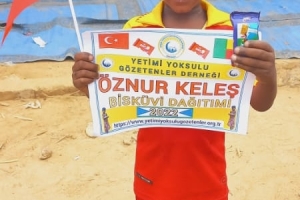 YETİMİ YOKSULU
GÖZETENLER DERNEĞİ
ÖZNUR KELEŞ
BİSKÜVİ DAĞITIMI
2022
https://www.yetimiyoksulugozetenler.org.tr